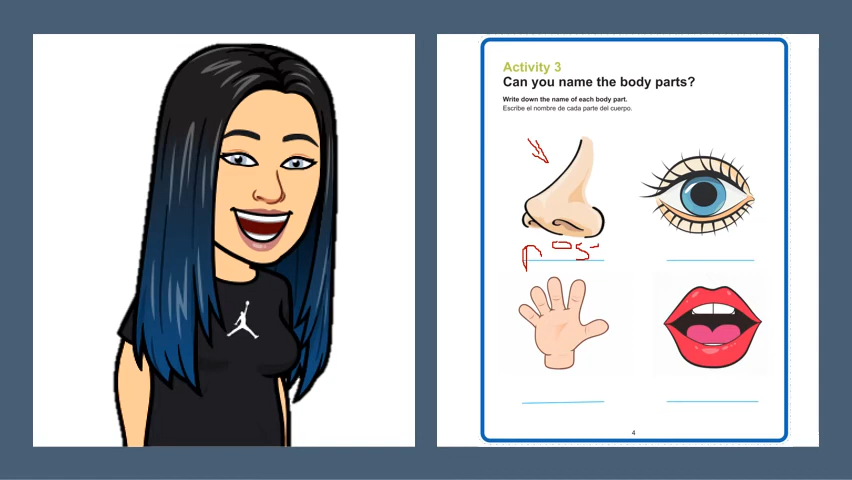 Activity 3
Can you name the body parts?
Write down the name of each body part.
Escribe el nombre de cada parte del cuerpo.
4